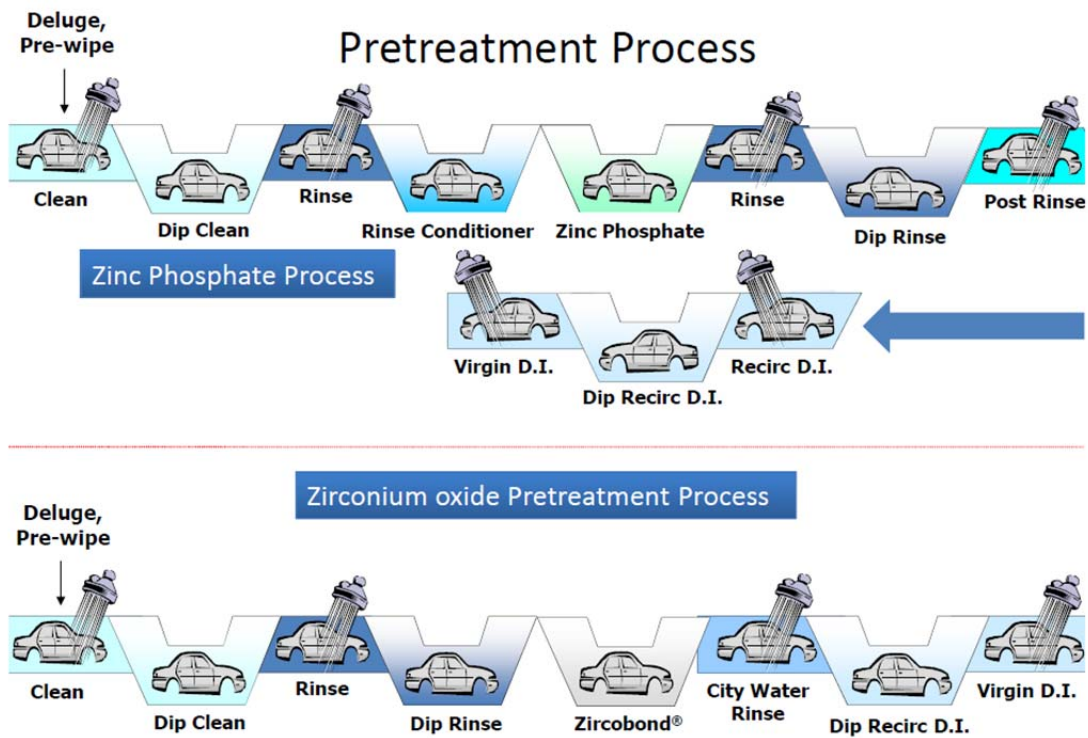 Deluge,
Pre-wipe
Pretreatment Process
Clean
Dip Clean
Rinse
Rinse Conditioner
Zinc Phosphate
Rinse
Dip Rinse
Post Rinse
Zinc Phosphate Process
Virgin D.I.
Dip Recirc D.I.
Recirc D.I.
Zirconium oxide Pretreatment Process
Deluge,
Pre-wipe
Clean
Dip Clean
Rinse
Dip Rinse
Zircobond®
City Water
Rinse
Dip Recirc D.I.
Virgin D.I.